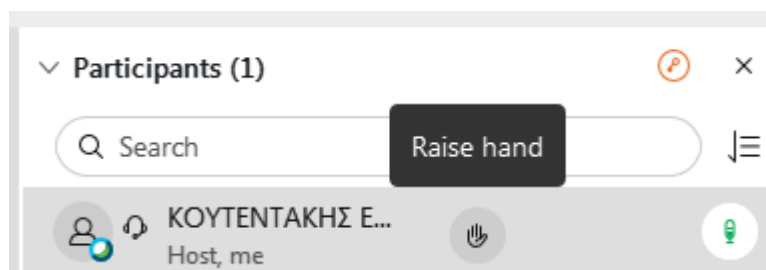 Participants (1)
Search
Raise hand
ΚΟΥΤΕΝΤΑΚΗΣ Ε...
Host, me